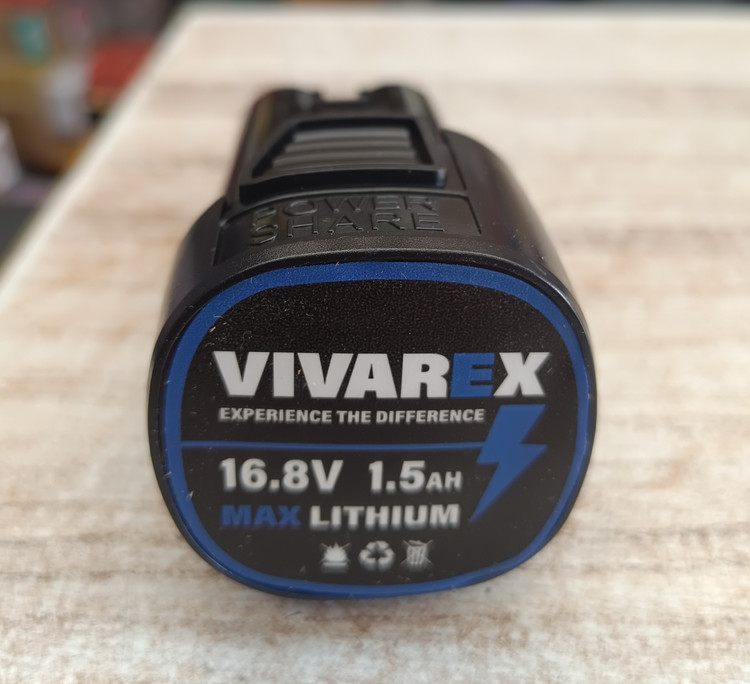 POWER
SHARE
VIVAREX
EXPERIENCE THE DIFFERENCE
16.8V 1.5AH
MAX LITHIUM